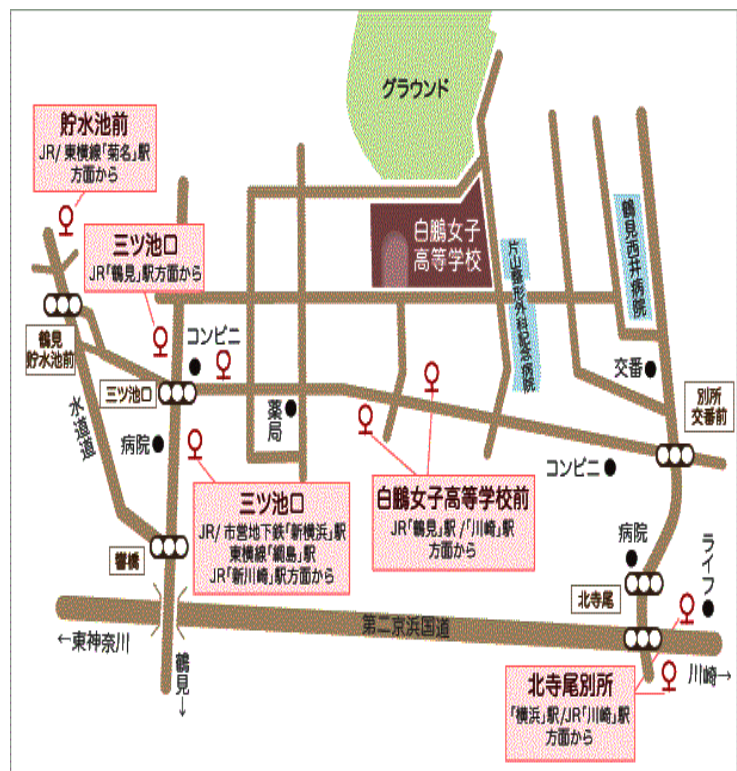 グラウンド
貯水池前
JR/東横線「菊名」駅
方面から
三ツ池口
JR「鶴見」駅方面から
白鵬女子
高等学校
鶴見西井病院
片山整形外科記念病院
鶴見
貯水池前
コンビニ
交番
別所
交番前
三ツ池口
薬局
水道道
病院
コンビニ
三ツ池口
JR/市営地下鉄「新横浜」駅
東横線「綱島」駅
JR「新川崎」駅方面から
白鵬女子高等学校前
JR「鶴見」駅/「川崎」駅
方面から
病院
ライフ
響橋
北寺尾
第二京浜国道
←東神奈川
鶴見→
川崎→
北寺尾別所
「横浜」駅/JR「川崎」駅
方面から